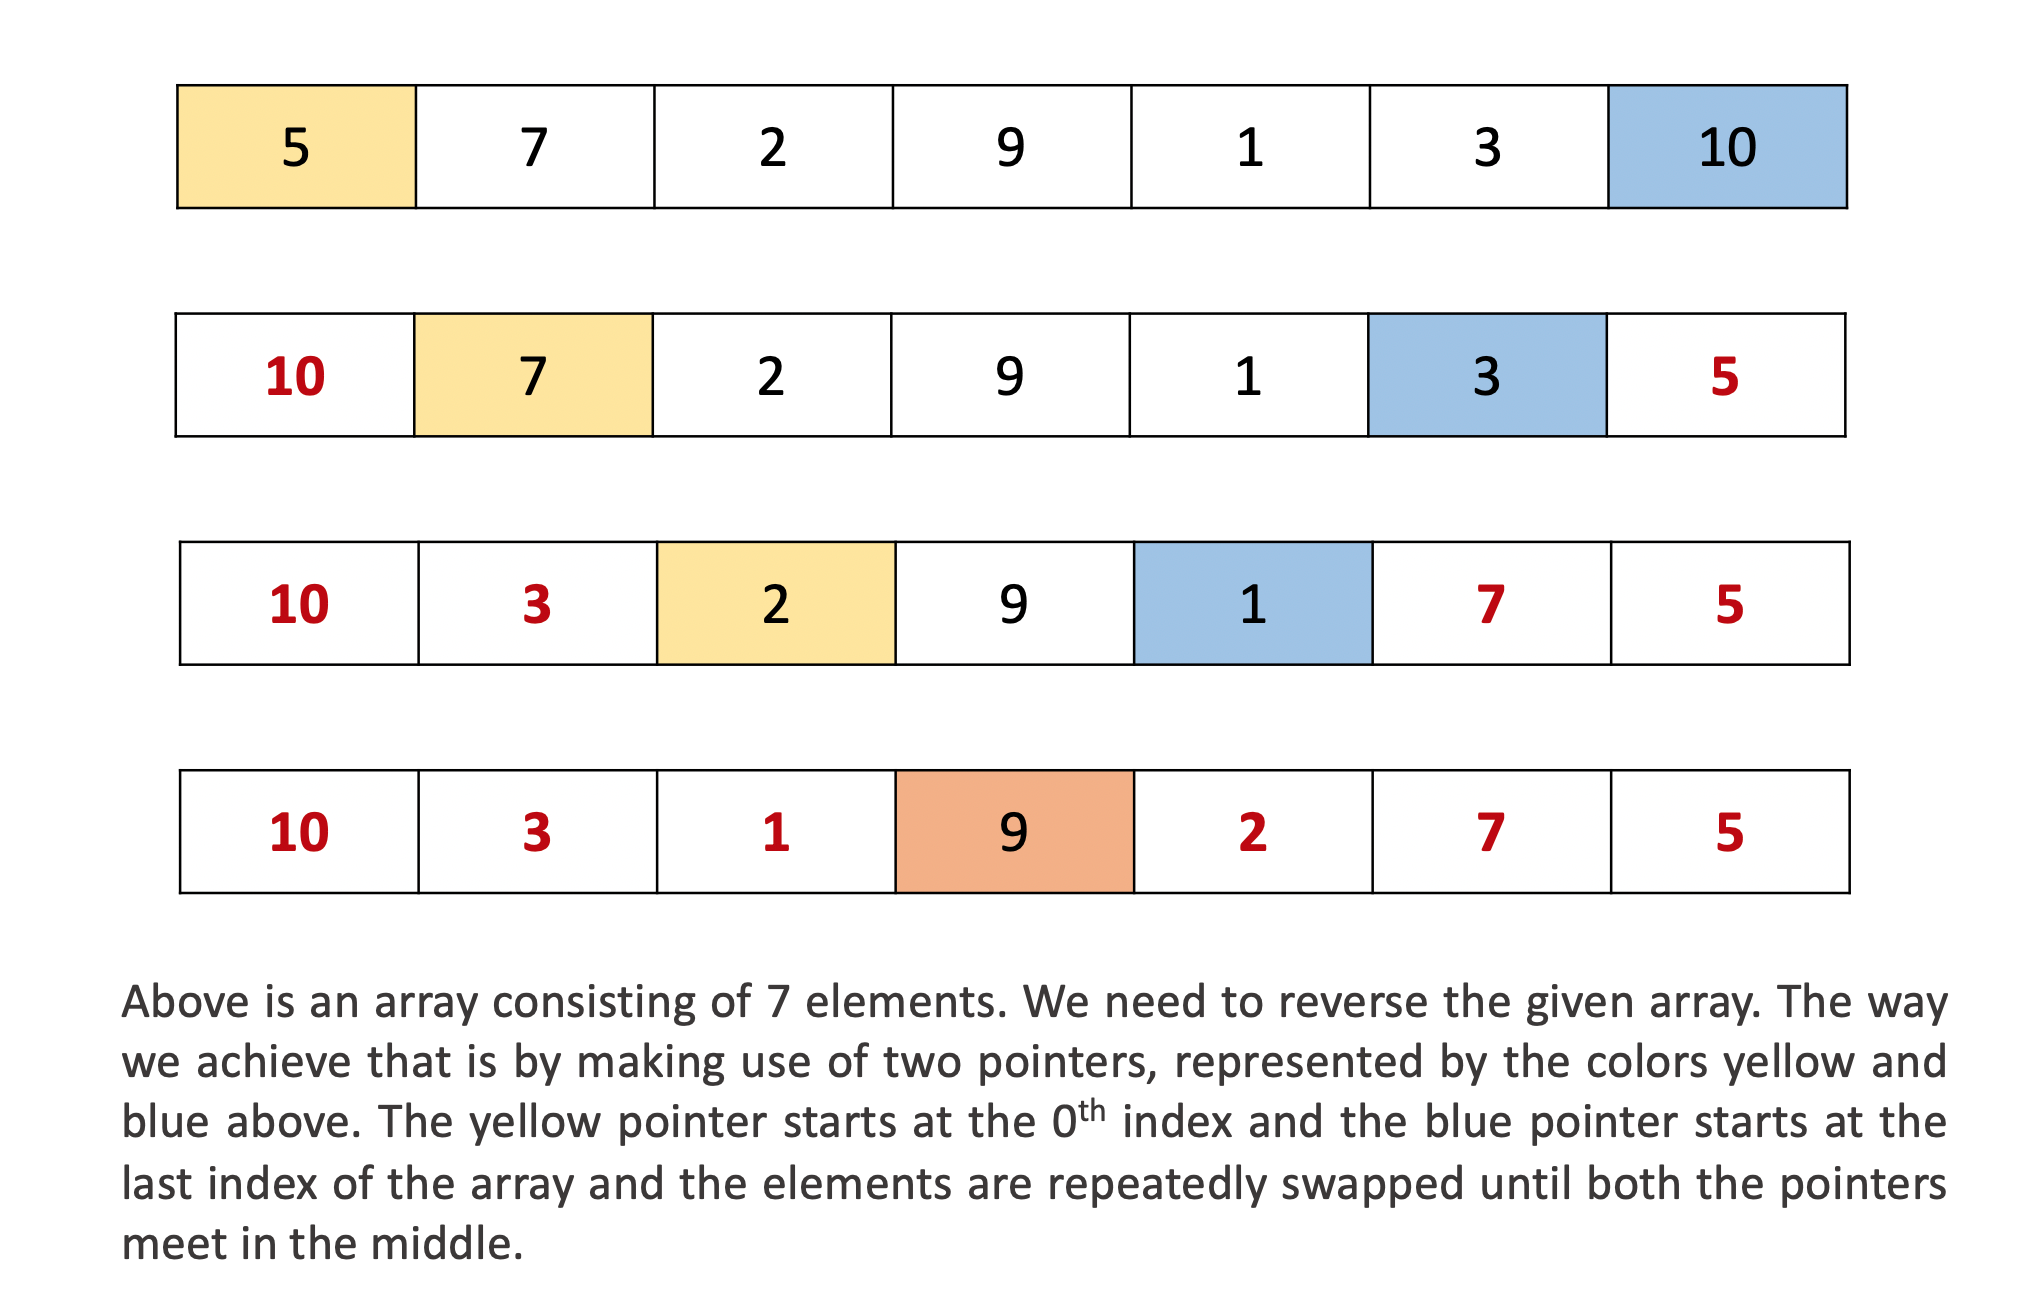 5 7 2 9 1 3 10
10 7 2 9 1 3 5
10 3 2 9 1 7 5
10 3 1 9 2 7 5
Above is an array consisting of 7 elements. We need to reverse the given array. The way
we achieve that is by making use of two pointers, represented by the colors yellow and
blue above. The yellow pointer starts at the 0th index and the blue pointer starts at the
last index of the array and the elements are repeatedly swapped until both the pointers
meet in the middle.